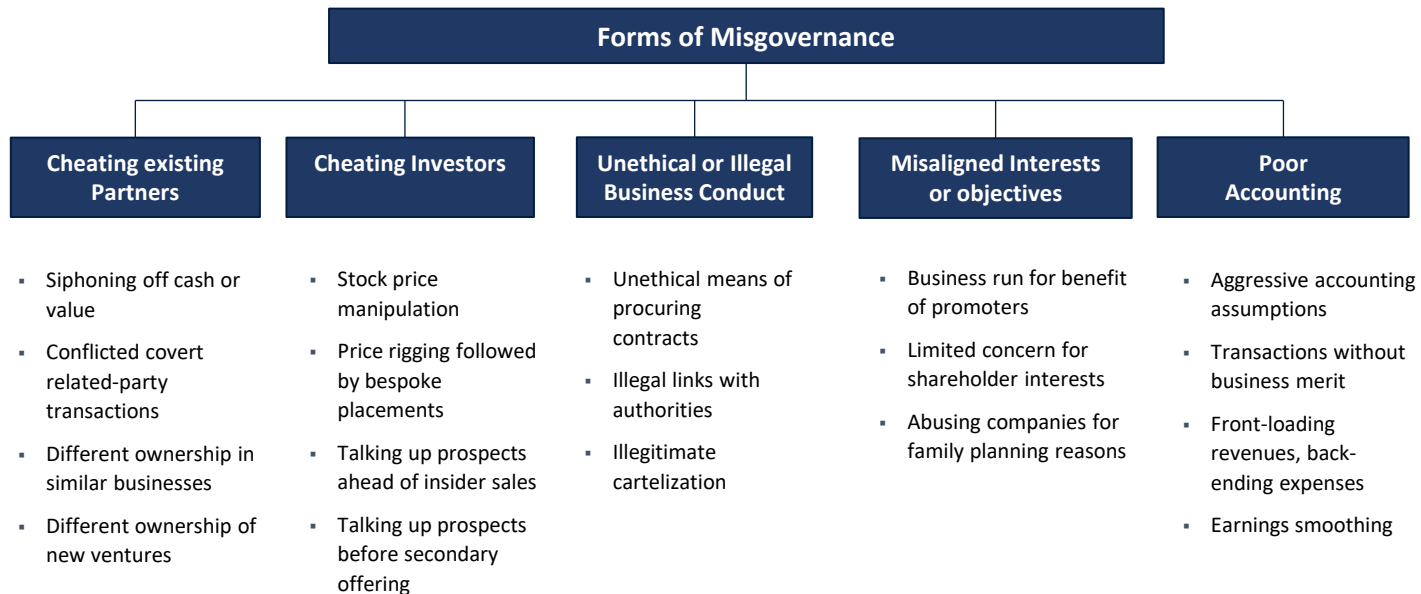 Forms of Misgovernance
Cheating existing
Partners
Cheating Investors
Unethical or Illegal
Business Conduct
Misaligned Interests
or objectives
Poor
Accounting
▪ Siphoning off cash or
value
▪ Conflicted covert
related-party
transactions
▪ Different ownership in
similar businesses
▪ Different ownership of
new ventures
▪ Stock price
manipulation
▪ Price rigging followed
by bespoke
placements
▪ Talking up prospects
ahead of insider sales
▪ Talking up prospects
before secondary
offering
▪ Unethical means of
procuring
contracts
▪ Illegal links with
authorities
▪ Illegitimate
cartelization
▪ Business run for benefit
of promoters
▪ Limited concern for
shareholder interests
▪ Abusing companies for
family planning reasons
▪ Aggressive accounting
assumptions
▪ Transactions without
business merit
▪ Front-loading
revenues, back-
ending expenses
▪ Earnings smoothing